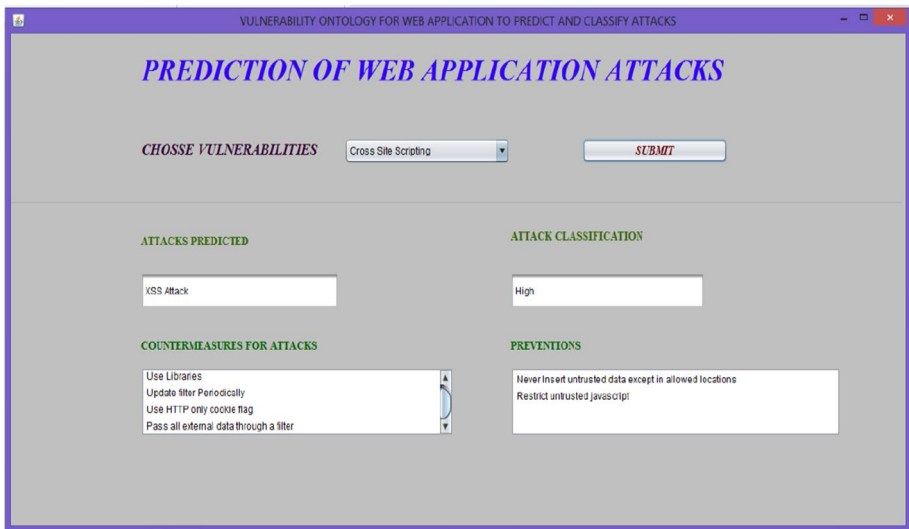 VULNERABILITY ONTOLOGY FOR WEB APPLICATION TO PREDICT AND CLASSIFY ATTACKS
PREDICTION OF WEB APPLICATION ATTACKS
CHOSSE VULNERABILITIES
Cross Site Scripting
SUBMIT
ATTACKS PREDICTED
ATTACK CLASSIFICATION
XSS Attack
High
COUNTERMEASURES FOR ATTACKS
PREVENTIONS
Use Libraries
Update filter Periodically
Use HTTP only cookie flag
Pass all external data through a filter
Never Insert untrusted data except in allowed locations
Restrict untrusted javascript